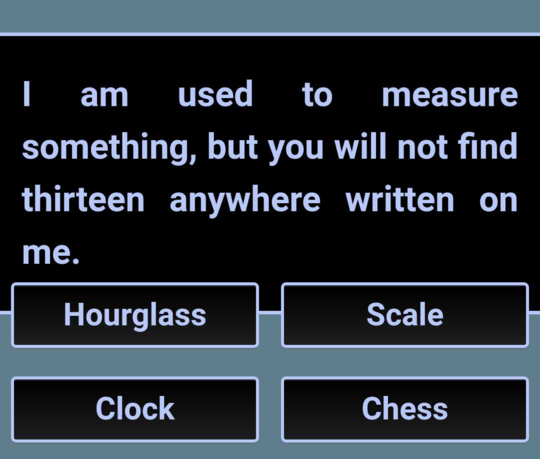 I am used to measure
something, but you will not find
thirteen anywhere written on
me.
Hourglass
Scale
Clock
Chess